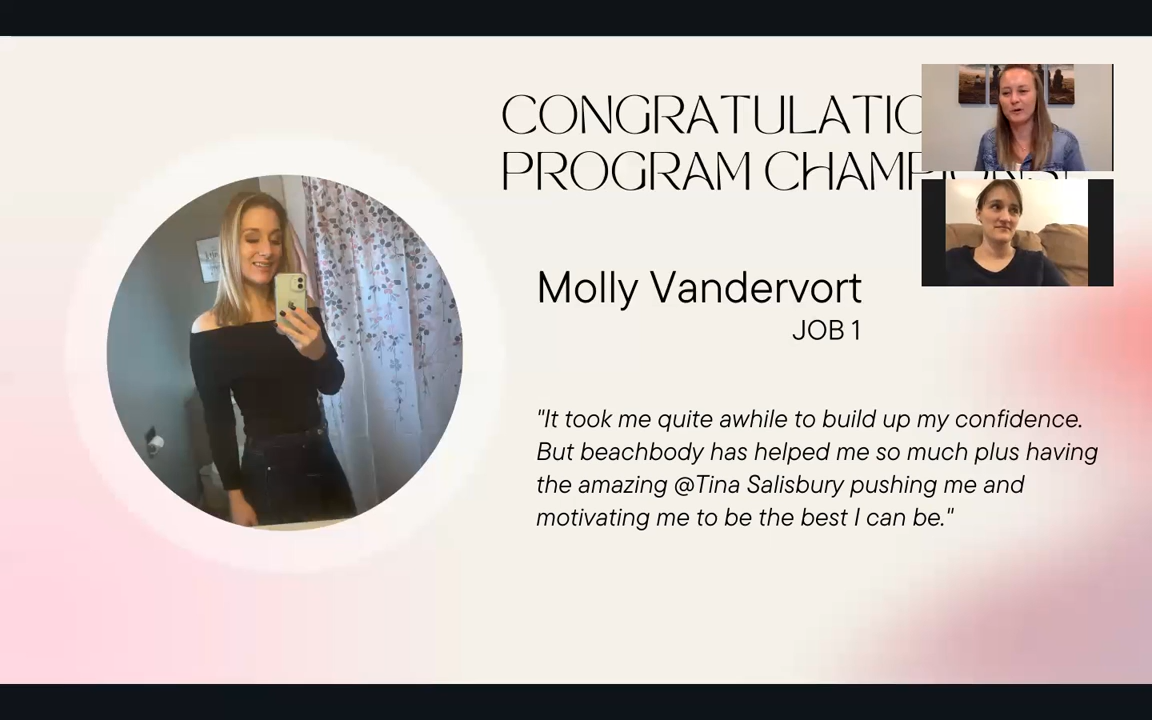 CONGRATULATIO
PROGRAM CHAMPIONS!
Molly Vandervort
JOB 1
"It took me quite awhile to build up my confidence.
But beachbody has helped me so much plus having
the amazing @Tina Salisbury pushing me and
motivating me to be the best I can be."